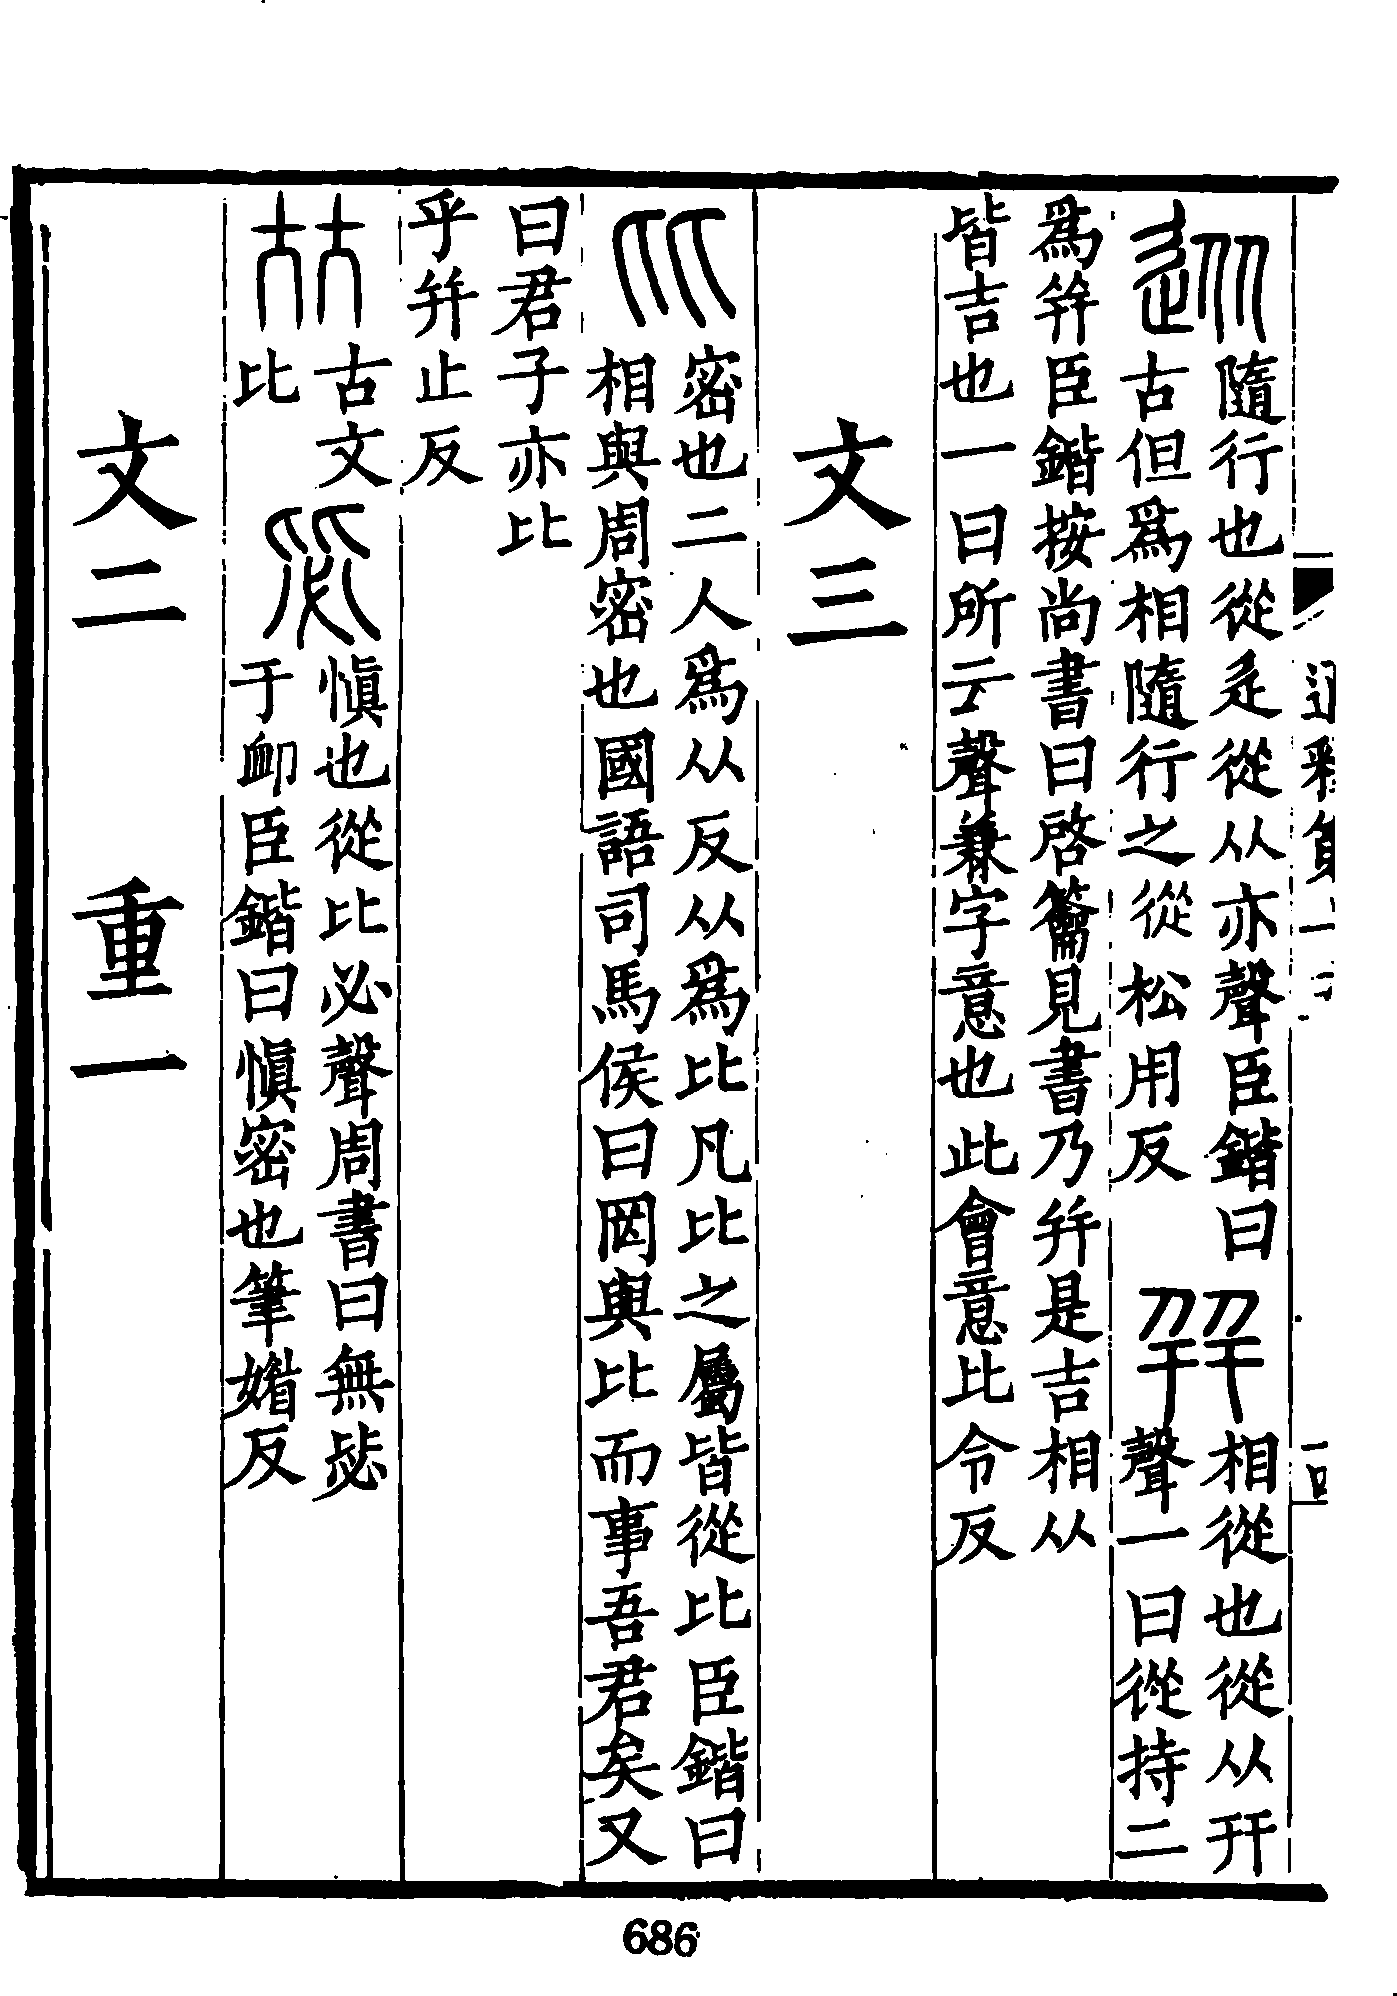 從
隨行也從辵從从亦聲臣鍇曰
古但爲相隨行之從松用反
幷
相從也從从幵
聲一曰從持二
爲幷臣鍇按尚書曰啓籥見書乃幷是吉相从
皆吉也一曰所云聲兼字意也此會意比令反
文三
比
密也二人爲从反从爲比凡比之屬皆從比臣鍇曰
相與周密也國語司馬侯曰罔與比而事吾君矣又
曰君子亦比
乎幷止反
古文
比
毖
愼也從比必聲周書曰無毖
于卹臣鍇曰愼密也筆媚反
文二 重一
686